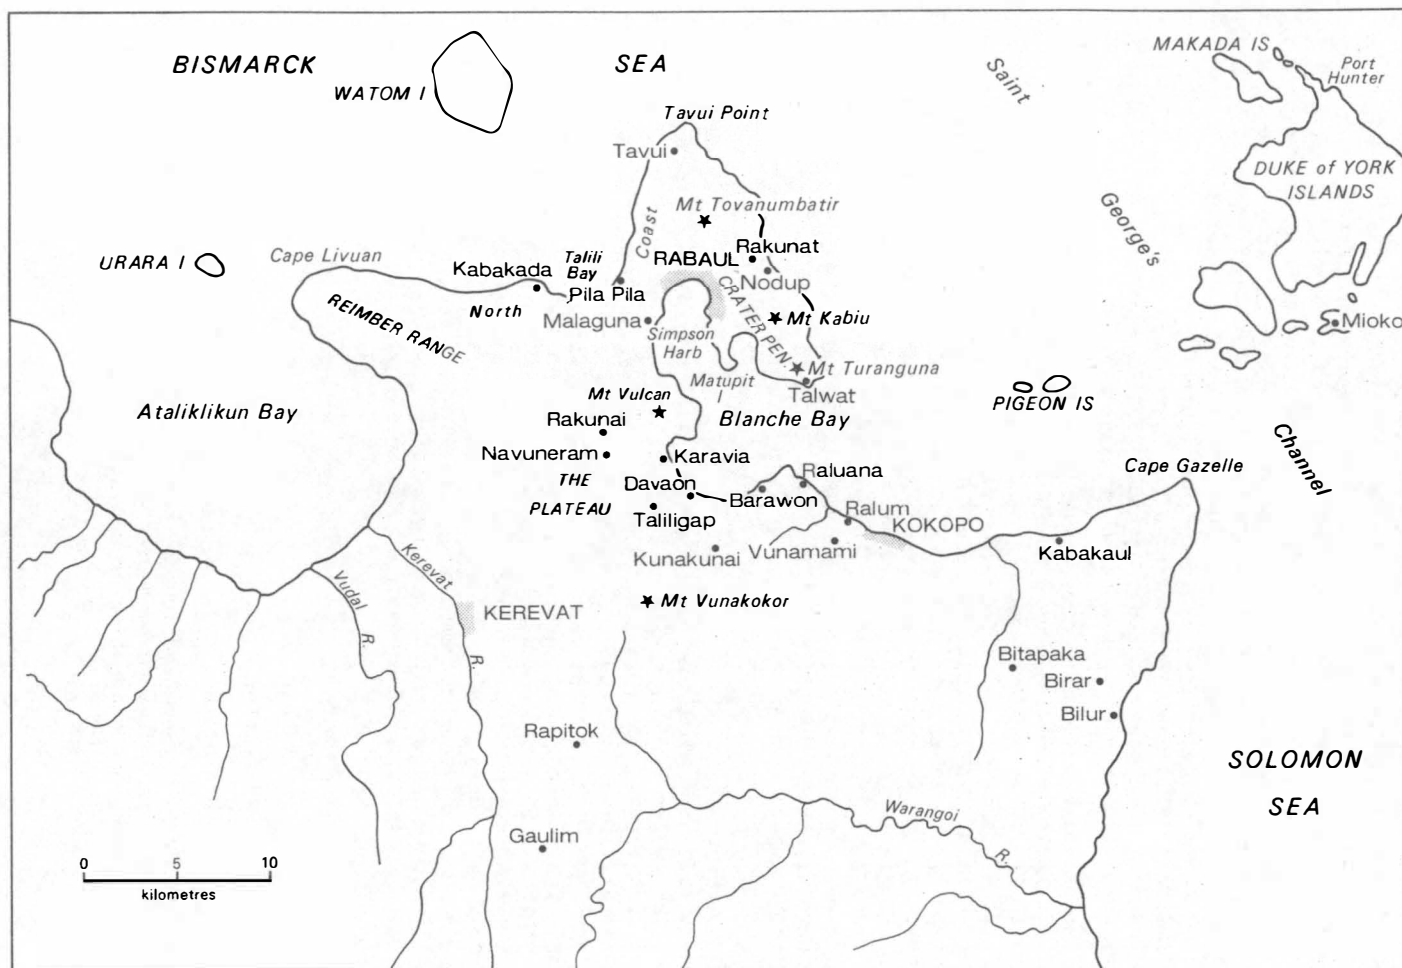 BISMARCK
SEA
WATOM I
Saint
MAKADA IS
Port
Hunter
Tavui Point
Tavui
DUKE of YORK
ISLANDS
Mt Tovanumbatir
Coast
George's
URARA I
Cape Livuan
Kabakada
Talili
Bay
RABAUL
Rakunat
Nodup
Pila Pila
North
REIMBER RANGE
Malaguna
CRATER PEN.
Mt Kabiu
Simpson
Harb
Mioko
Matupit
I
Mt Turanguna
Talwat
Mt Vulcan
PIGEON IS
Ataliklikun Bay
Rakunai
Blanche Bay
Channel
Navuneram
Karavia
Cape Gazelle
THE
PLATEAU
Davaon
Raluana
Barawon
Taliligap
Ralum
KOKOPO
Kunakunai
Vunamami
Kabakaul
Kerevat
R.
Vudal
R.
KEREVAT
Mt Vunakokor
Bitapaka
Birar
Bilur
Rapitok
SOLOMON
SEA
Warangoi
R.
Gaulim
0 5 10
kilometres